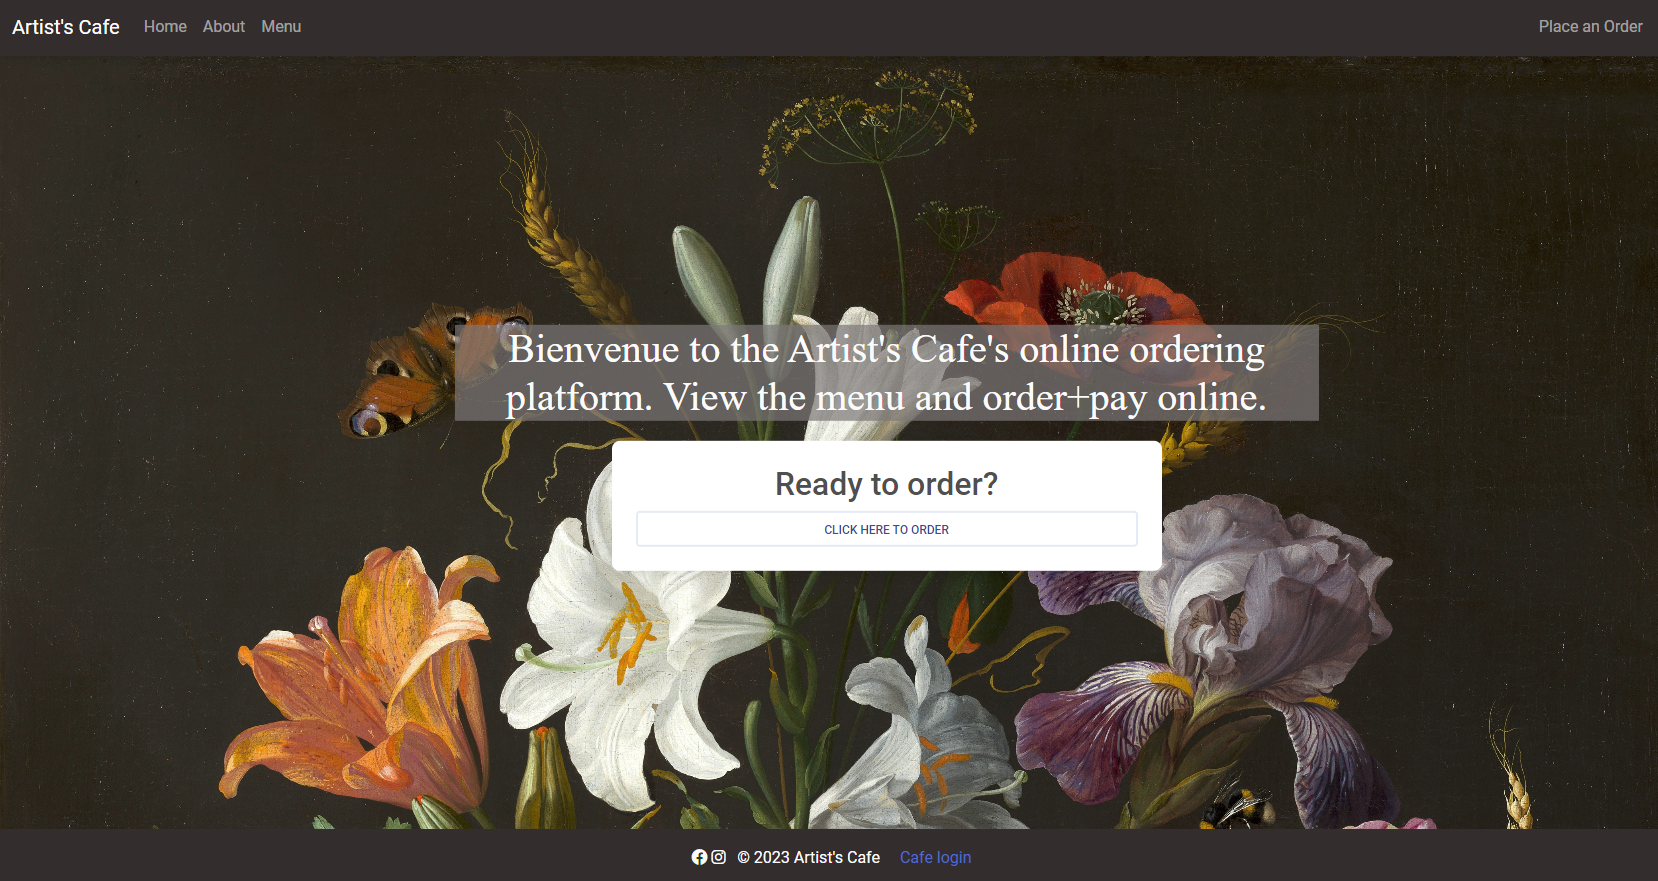 Artist's Cafe Home About Menu Place an Order
Bienvenue to the Artist's Cafe's online ordering
platform. View the menu and order+pay online.
Ready to order?
CLICK HERE TO ORDER
© 2023 Artist's Cafe Cafe login